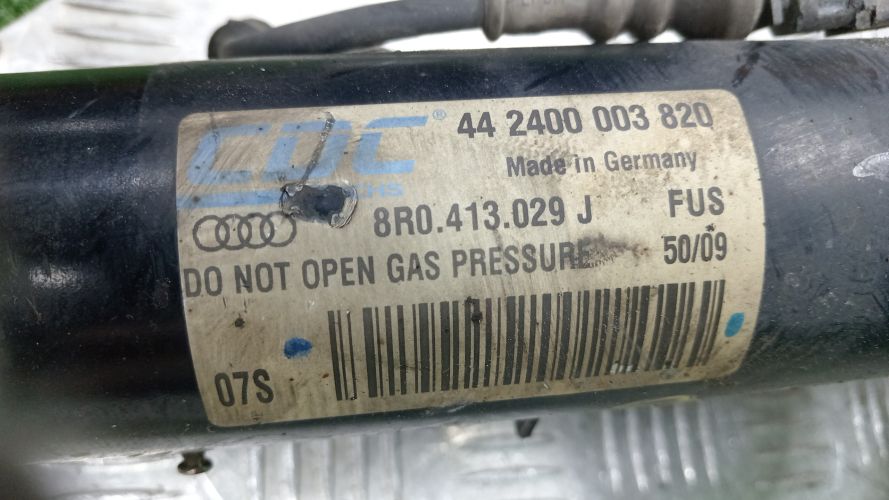 CDC® 44 2400 003 820
Made in Germany
HS
8R0.413.029 J FUS
DO NOT OPEN GAS PRESSURE 50/09
07S